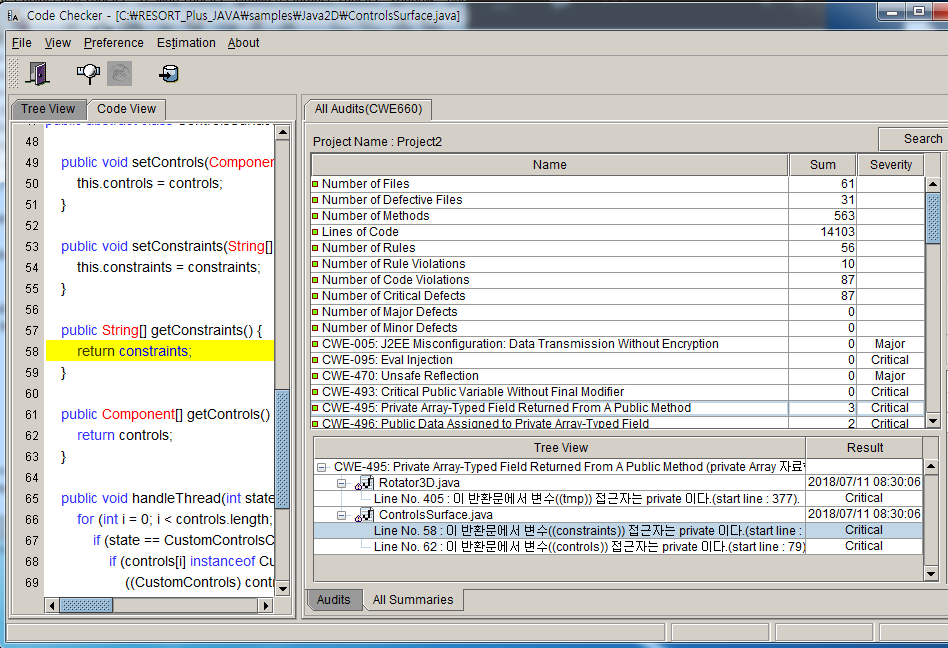 Code Checker - [C:₩RESORT_Plus_JAVA₩samples₩Java2D₩ControlsSurface.java]
File View Preference Estimation About
Tree View Code View
48
49 public void setControls(Componen
50 this.controls = controls;
51 }
52
53 public void setConstraints(String[]
54 this.constraints = constraints;
55 }
56
57 public String[] getConstraints() {
58 return constraints;
59 }
60
61 public Component[] getControls()
62 return controls;
63 }
64
65 public void handleThread(int state
66 for (int i = 0; i < controls.length;
67 if (state == CustomControlsC
68 if (controls[i] instanceof Cu
69 ((CustomControls) contr
All Audits(CWE660)
Project Name : Project2
Search
Name Sum Severity
Number of Files 61
Number of Defective Files 31
Number of Methods 563
Lines of Code 14103
Number of Rules 56
Number of Rule Violations 10
Number of Code Violations 87
Number of Critical Defects 87
Number of Major Defects 0
Number of Minor Defects 0
CWE-005: J2EE Misconfiguration: Data Transmission Without Encryption 0 Major
CWE-095: Eval Injection 0 Critical
CWE-470: Unsafe Reflection 0 Major
CWE-493: Critical Public Variable Without Final Modifier 0 Critical
CWE-495: Private Array-Typed Field Returned From A Public Method 3 Critical
CWE-496: Public Data Assigned to Private Array-Typed Field 2 Critical
Tree View Result
CWE-495: Private Array-Typed Field Returned From A Public Method (private Array 자료
Rotator3D.java 2018/07/11 08:30:06
Line No. 405 : 이 반환문에서 변수((tmp)) 접근자는 private 이다.(start line : 377). Critical
ControlsSurface.java 2018/07/11 08:30:06
Line No. 58 : 이 반환문에서 변수((constraints)) 접근자는 private 이다.(start line : Critical
Line No. 62 : 이 반환문에서 변수((controls)) 접근자는 private 이다.(start line : 79) Critical
Audits All Summaries